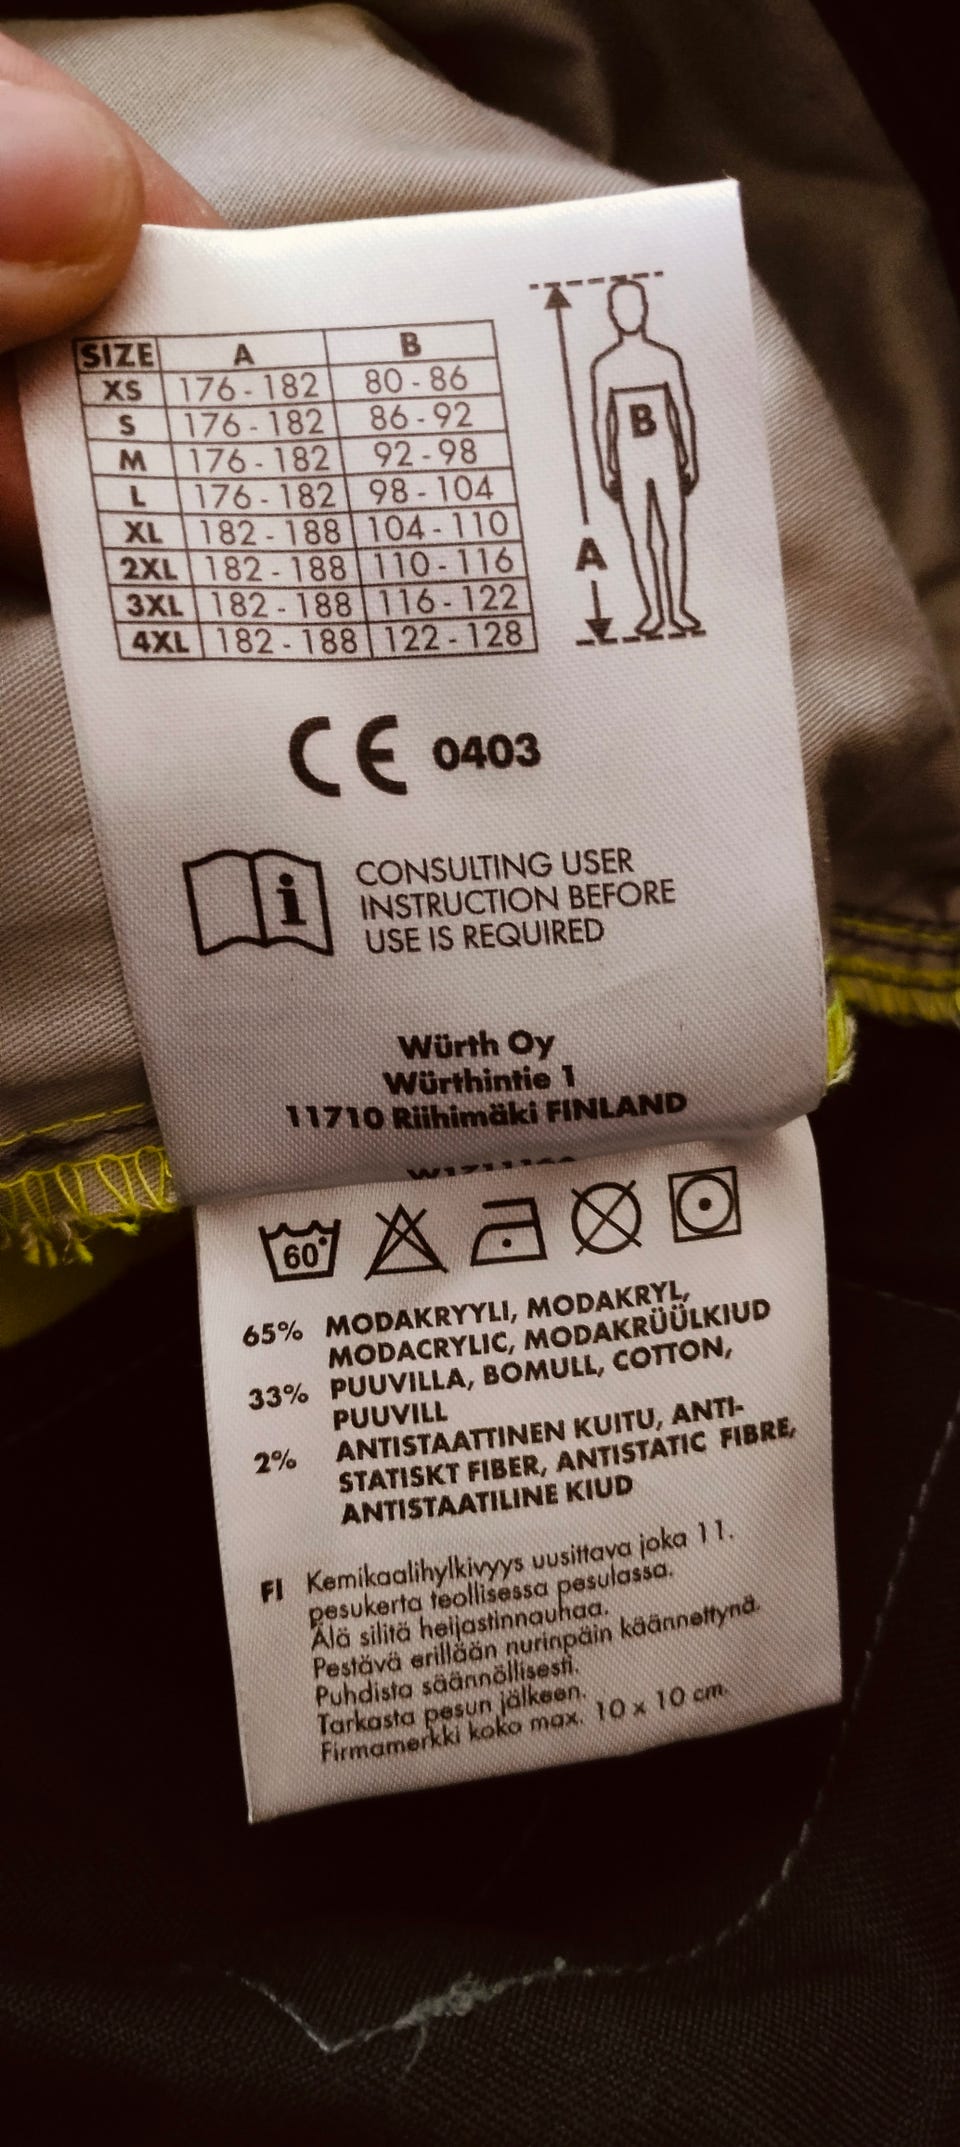 SIZE A B
XS 176 - 182 80 - 86
S 176 - 182 86 - 92
M 176 - 182 92 - 98
L 176 - 182 98 - 104
XL 182 - 188 104 - 110
2XL 182 - 188 110 - 116
3XL 182 - 188 116 - 122
4XL 182 - 188 122 - 128
B
A
CE 0403
i
CONSULTING USER
INSTRUCTION BEFORE
USE IS REQUIRED
Würth Oy
Würthintie 1
11710 Riihimäki FINLAND
60°
65% MODAKRYYLI, MODAKRYL,
MODACRYLIC, MODAKRÜÜLKIUD
33% PUUVILLA, BOMULL, COTTON,
PUUVILL
2% ANTISTAATTINEN KUITU, ANTI-
STATISKT FIBER, ANTISTATIC FIBRE,
ANTISTAATILINE KIUD
FI Kemikaalihylkivyys uusittava joka 11.
pesukerta teollisessa pesulassa.
Älä silitä heijastinnauhaa.
Pestävä erillään nurinpäin käännettynä.
Puhdista säännöllisesti.
Tarkasta pesun jälkeen.
Firmamerkki koko max. 10 x 10 cm.